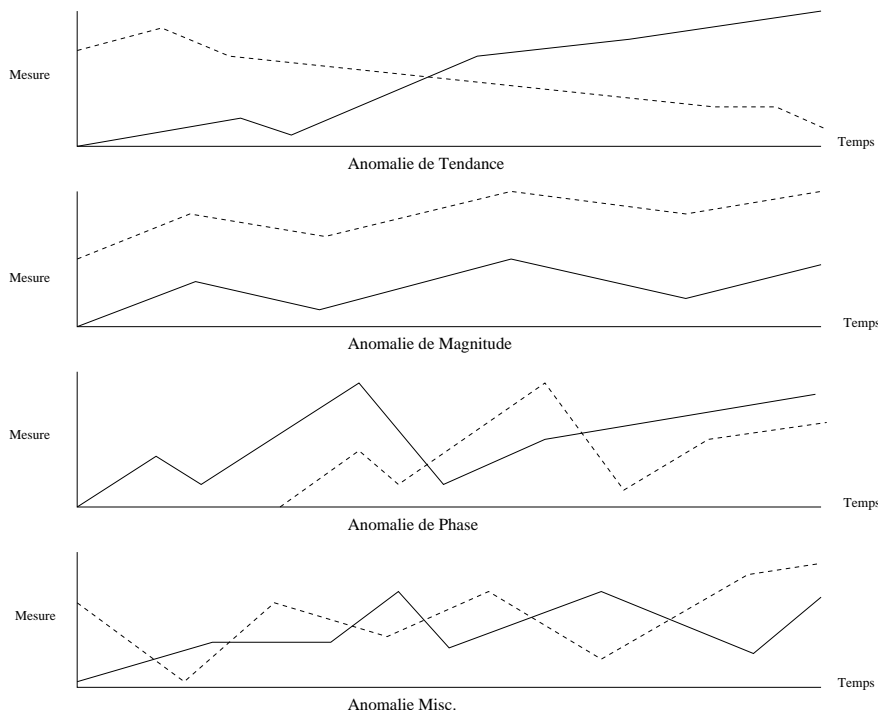 Mesure
Temps
Anomalie de Tendance
Mesure
Temps
Anomalie de Magnitude
Mesure
Temps
Anomalie de Phase
Mesure
Temps
Anomalie Misc.